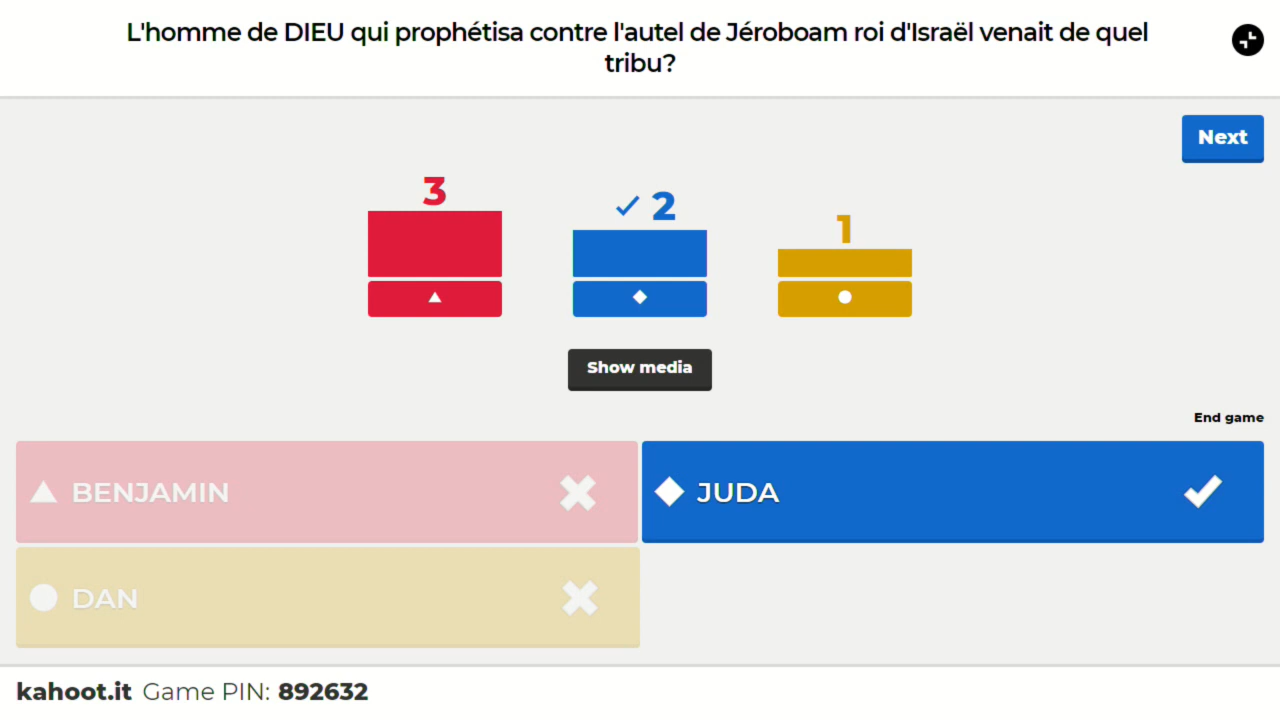 L'homme de DIEU qui prophétisa contre l'autel de Jéroboam roi d'Israël venait de quel
tribu?
Next
3
2
1
Show media
End game
BENJAMIN
JUDA
DAN
kahoot.it Game PIN: 892632